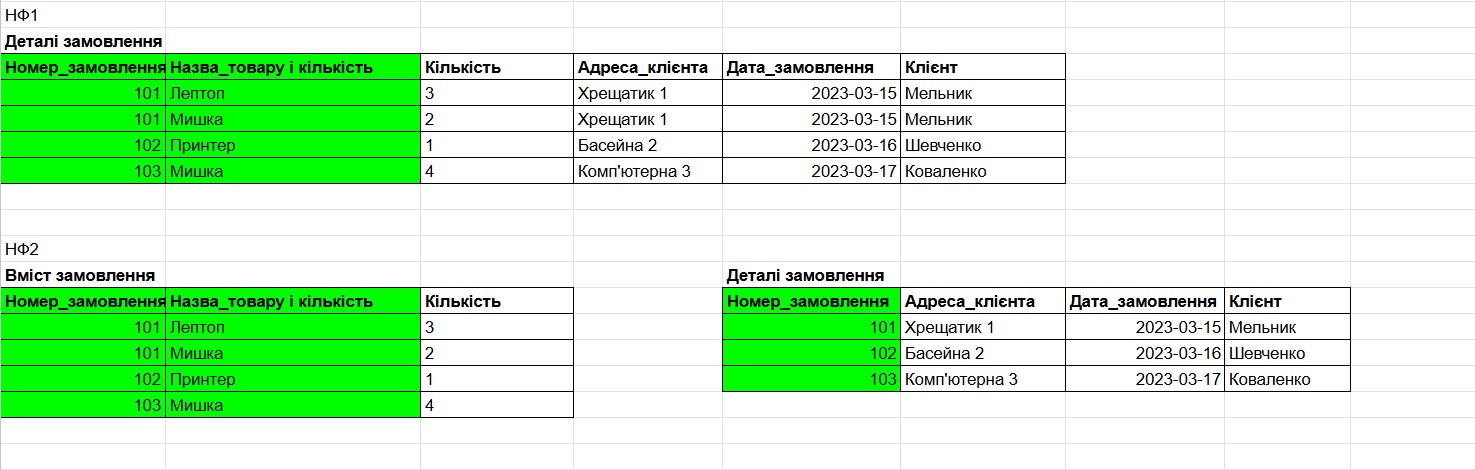 НФ1
Деталі замовлення
Номер_замовлення Назва_товару і кількість Кількість Адреса_клієнта Дата_замовлення Клієнт
101 Лептоп 3 Хрещатик 1 2023-03-15 Мельник
101 Мишка 2 Хрещатик 1 2023-03-15 Мельник
102 Принтер 1 Басейна 2 2023-03-16 Шевченко
103 Мишка 4 Комп'ютерна 3 2023-03-17 Коваленко
НФ2
Вміст замовлення Деталі замовлення
Номер_замовлення Назва_товару і кількість Кількість Номер_замовлення Адреса_клієнта Дата_замовлення Клієнт
101 Лептоп 3 101 Хрещатик 1 2023-03-15 Мельник
101 Мишка 2 102 Басейна 2 2023-03-16 Шевченко
102 Принтер 1 103 Комп'ютерна 3 2023-03-17 Коваленко
103 Мишка 4